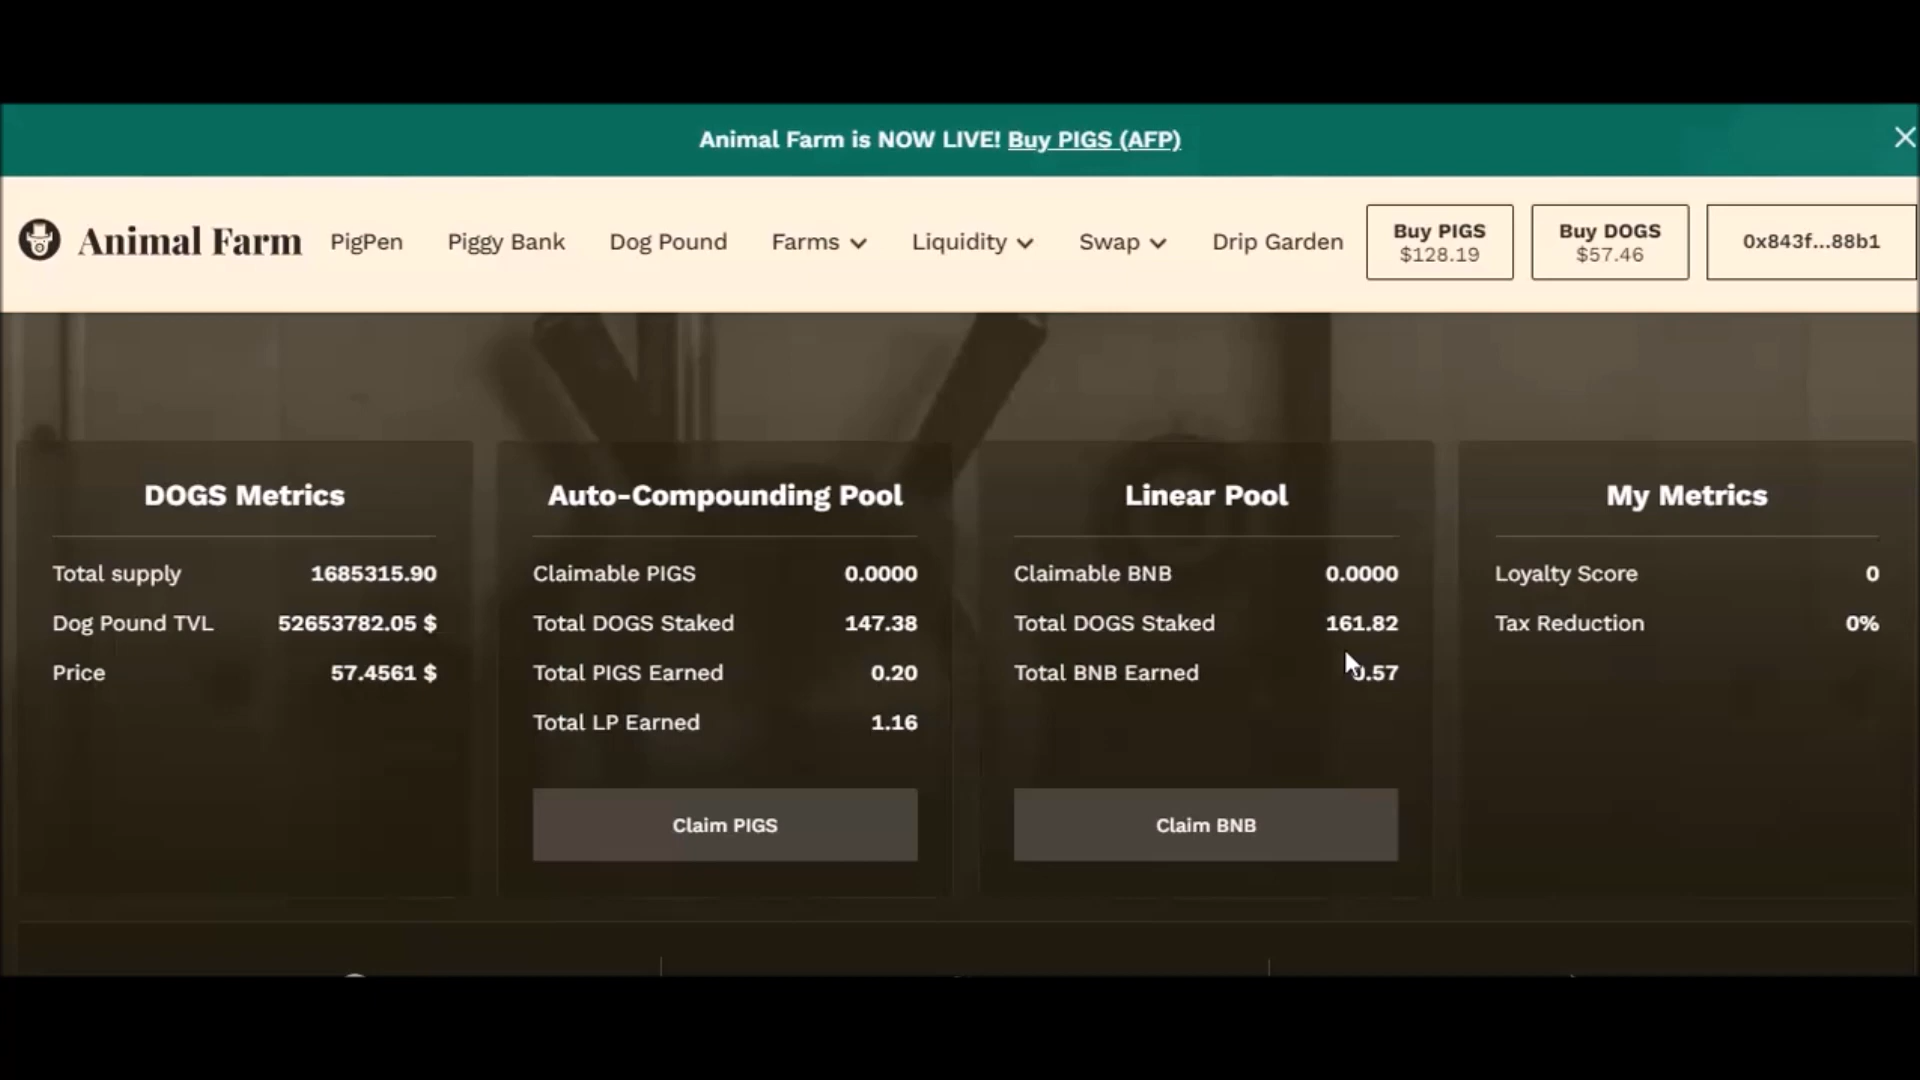 Animal Farm is NOW LIVE! Buy PIGS (AFP)
Animal Farm PigPen Piggy Bank Dog Pound Farms Liquidity Swap Drip Garden
Buy PIGS
$128.19
Buy DOGS
$57.46
0x843f...88b1
DOGS Metrics
Total supply 1685315.90
Dog Pound TVL 52653782.05 $
Price 57.4561 $
Auto-Compounding Pool
Claimable PIGS 0.0000
Total DOGS Staked 147.38
Total PIGS Earned 0.20
Total LP Earned 1.16
Claim PIGS
Linear Pool
Claimable BNB 0.0000
Total DOGS Staked 161.82
Total BNB Earned 0.57
Claim BNB
My Metrics
Loyalty Score 0
Tax Reduction 0%